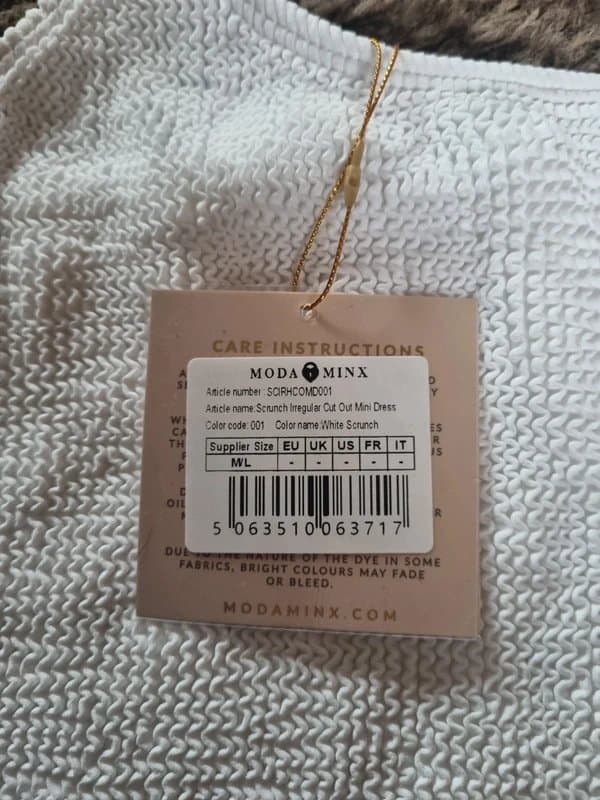 CARE INSTRUCTIONS
MODA MINX
Article number: SCIRHCOMD001
Article name:Scrunch Irregular Cut Out Mini Dress
Color code: 001 Color name:White Scrunch
Supplier Size EU UK US FR IT
M/L - - - - -
5 063510 063717
DUE TO THE NATURE OF THE DYE IN SOME
FABRICS, BRIGHT COLOURS MAY FADE
OR BLEED.
MODAMINX.COM